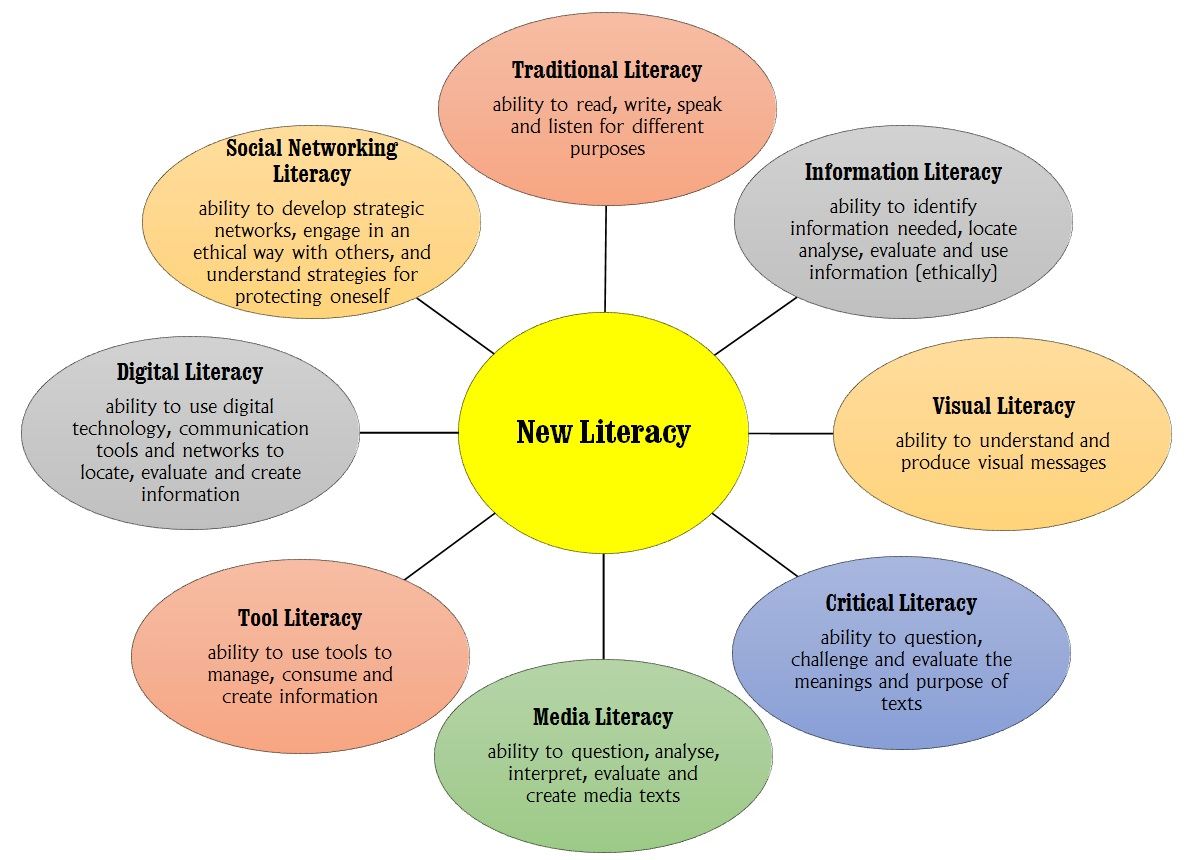 Traditional Literacy
ability to read, write, speak
and listen for different
purposes
Information Literacy
ability to identify
information needed, locate
analyse, evaluate and use
information (ethically)
Visual Literacy
ability to understand and
produce visual messages
Critical Literacy
ability to question,
challenge and evaluate the
meanings and purpose of
texts
Media Literacy
ability to question, analyse,
interpret, evaluate and
create media texts
Tool Literacy
ability to use tools to
manage, consume and
create information
Digital Literacy
ability to use digital
technology, communication
tools and networks to
locate, evaluate and create
information
Social Networking
Literacy
ability to develop strategic
networks, engage in an
ethical way with others, and
understand strategies for
protecting oneself
New Literacy